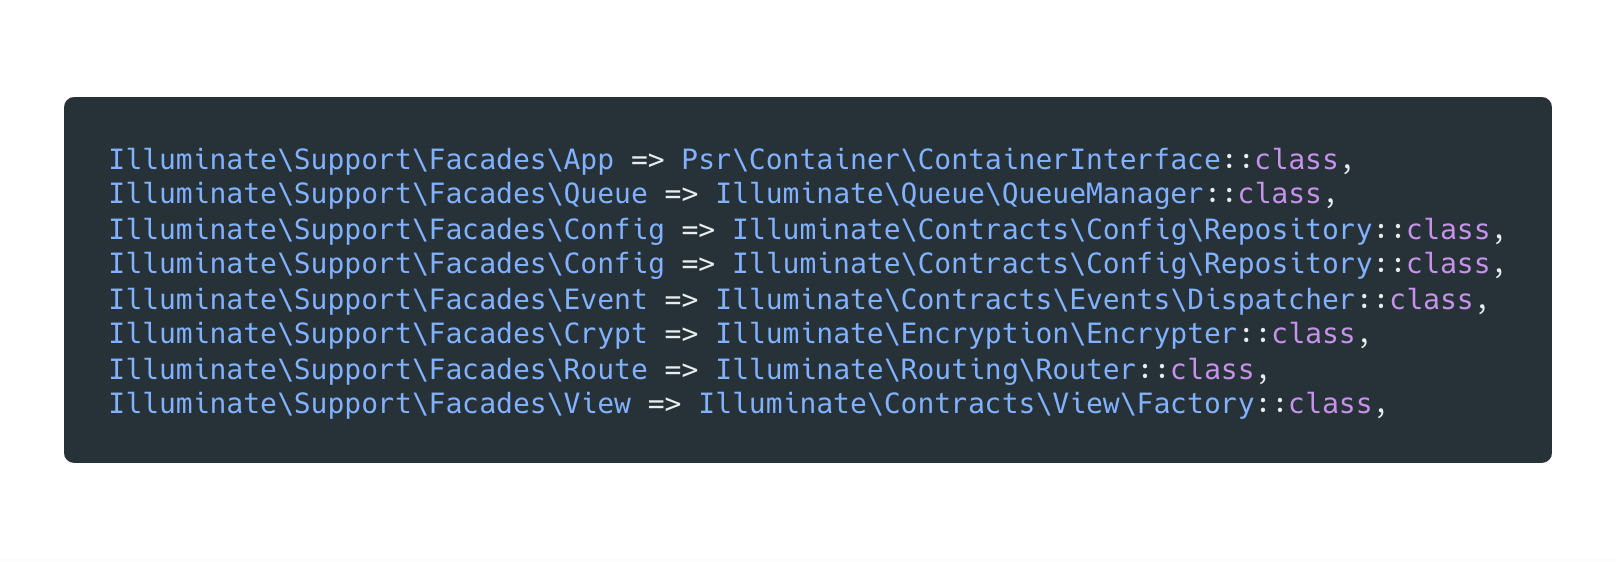 Illuminate\Support\Facades\App => Psr\Container\ContainerInterface::class,
Illuminate\Support\Facades\Queue => Illuminate\Queue\QueueManager::class,
Illuminate\Support\Facades\Config => Illuminate\Contracts\Config\Repository::class,
Illuminate\Support\Facades\Config => Illuminate\Contracts\Config\Repository::class,
Illuminate\Support\Facades\Event => Illuminate\Contracts\Events\Dispatcher::class,
Illuminate\Support\Facades\Crypt => Illuminate\Encryption\Encrypter::class,
Illuminate\Support\Facades\Route => Illuminate\Routing\Router::class,
Illuminate\Support\Facades\View => Illuminate\Contracts\View\Factory::class,